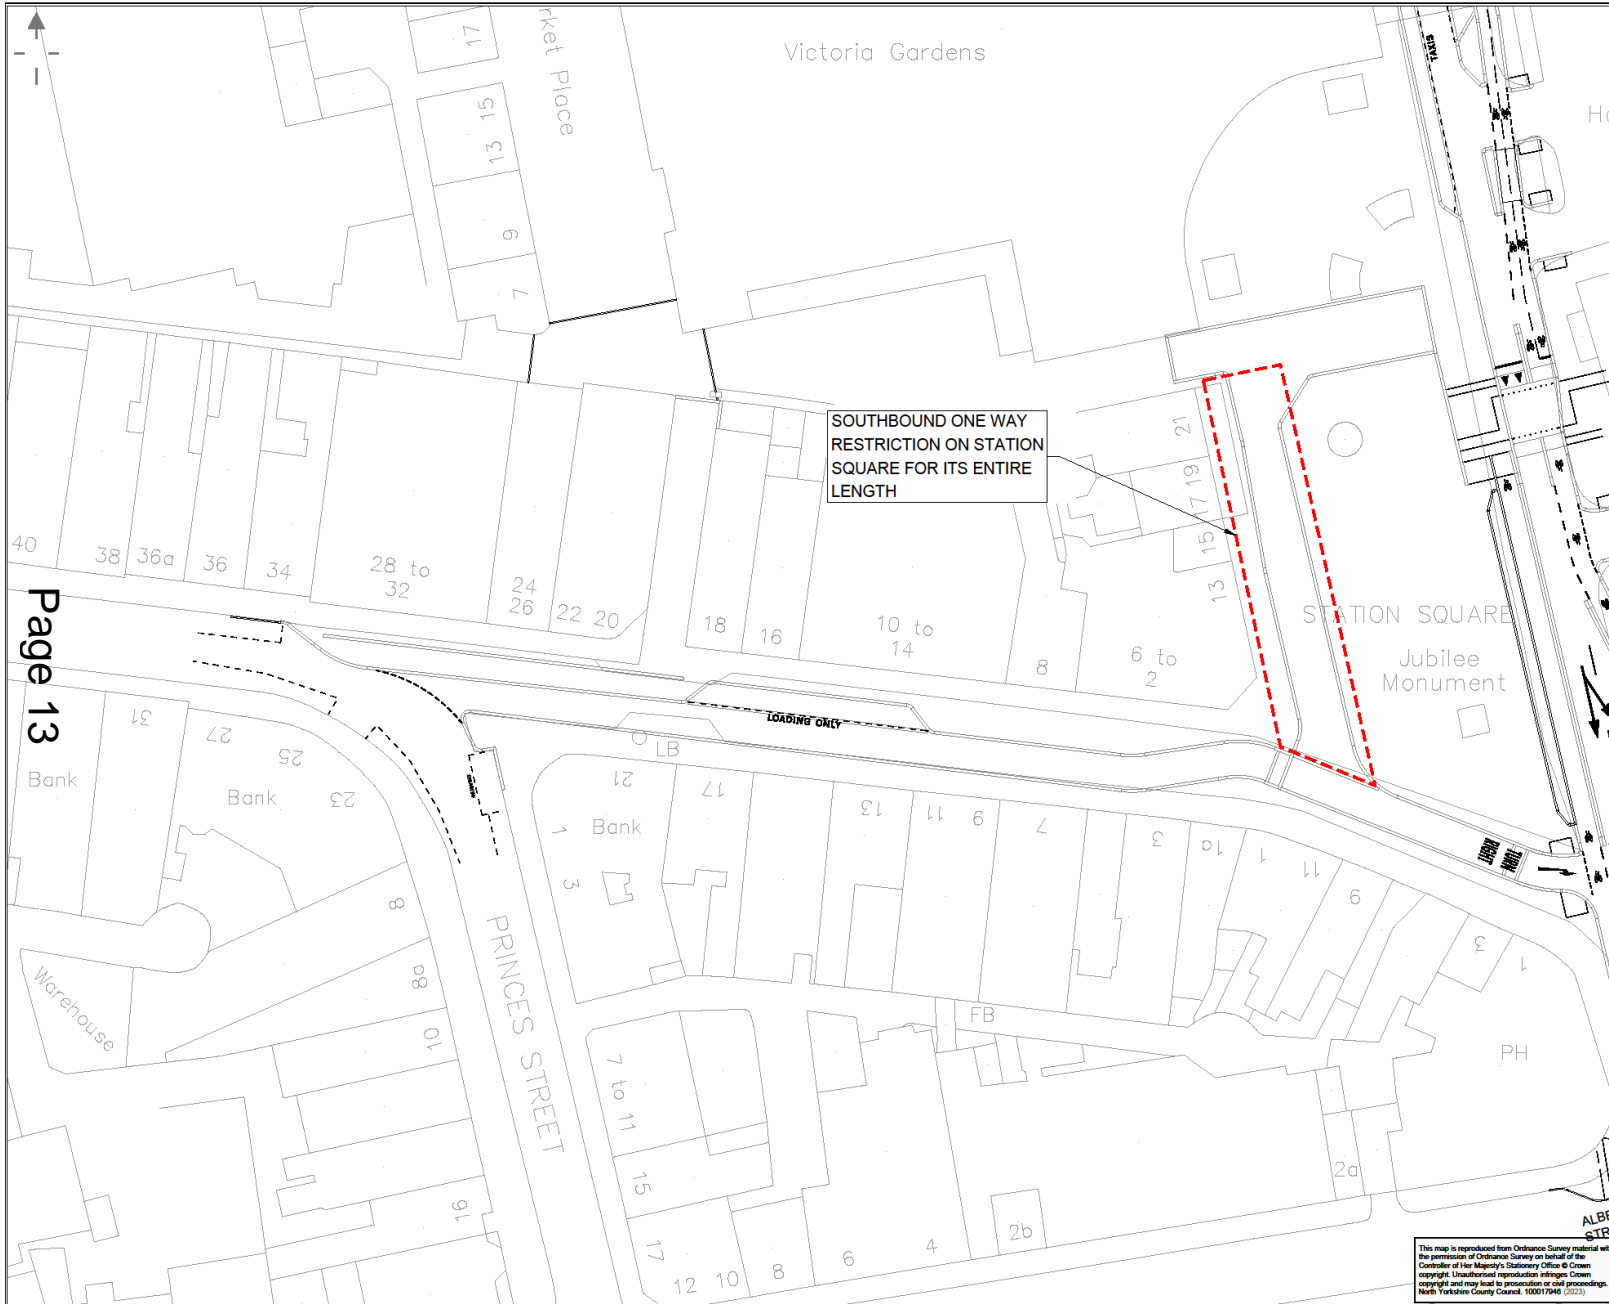 17
rket Place
Victoria Gardens
TAXIS
Ho
15
13
9
7
SOUTHBOUND ONE WAY
RESTRICTION ON STATION
SQUARE FOR ITS ENTIRE
LENGTH
21
17 19
15
13
40
38
36a
36
34
28 to
32
24
26
22
20
18
16
10 to
14
8
6 to
2
STATION SQUARE
Jubilee
Monument
Page 13
LOADING ONLY
LB
31
27
25
23
Bank
Bank
21
17
13
11
9
7
3
1a
1
11
9
3
1
Bank
1
3
TURN
RIGHT
8
8a
10
16
Warehouse
PRINCES STREET
FB
PH
7 to 11
15
17
12
10
8
6
4
2b
2a
ALBE
STR
This map is reproduced from Ordnance Survey material wit
the permission of Ordnance Survey on behalf of the
Controller of Her Majesty's Stationery Office © Crown
copyright. Unauthorised reproduction infringes Crown
copyright and may lead to prosecution or civil proceedings.
North Yorkshire County Council. 100017946 (2023)